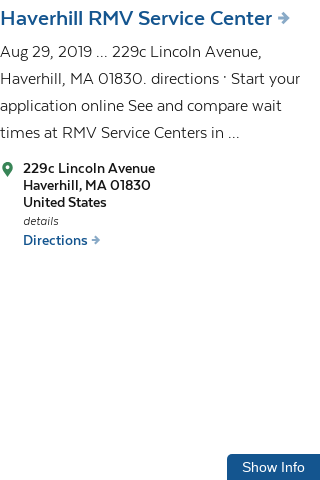 Haverhill RMV Service Center
Aug 29, 2019 ... 229c Lincoln Avenue,
Haverhill, MA 01830. directions · Start your
application online See and compare wait
times at RMV Service Centers in ...
229c Lincoln Avenue
Haverhill, MA 01830
United States
details
Directions
Show Info